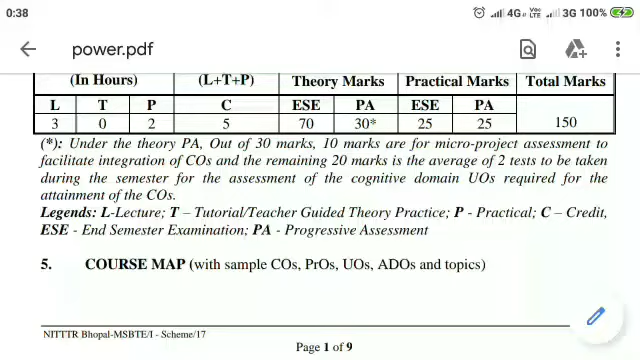 0:38 4G Vo LTE 3G 100%
power.pdf
(In Hours) (L+T+P) Theory Marks Practical Marks Total Marks
L T P C ESE PA ESE PA
3 0 2 5 70 30* 25 25 150
(*): Under the theory PA, Out of 30 marks, 10 marks are for micro-project assessment to
facilitate integration of COs and the remaining 20 marks is the average of 2 tests to be taken
during the semester for the assessment of the cognitive domain UOs required for the
attainment of the COs.
Legends: L-Lecture; T – Tutorial/Teacher Guided Theory Practice; P - Practical; C – Credit,
ESE - End Semester Examination; PA - Progressive Assessment
5. COURSE MAP (with sample COs, PrOs, UOs, ADOs and topics)
NITTTR Bhopal-MSBTE/I - Scheme/17
Page 1 of 9